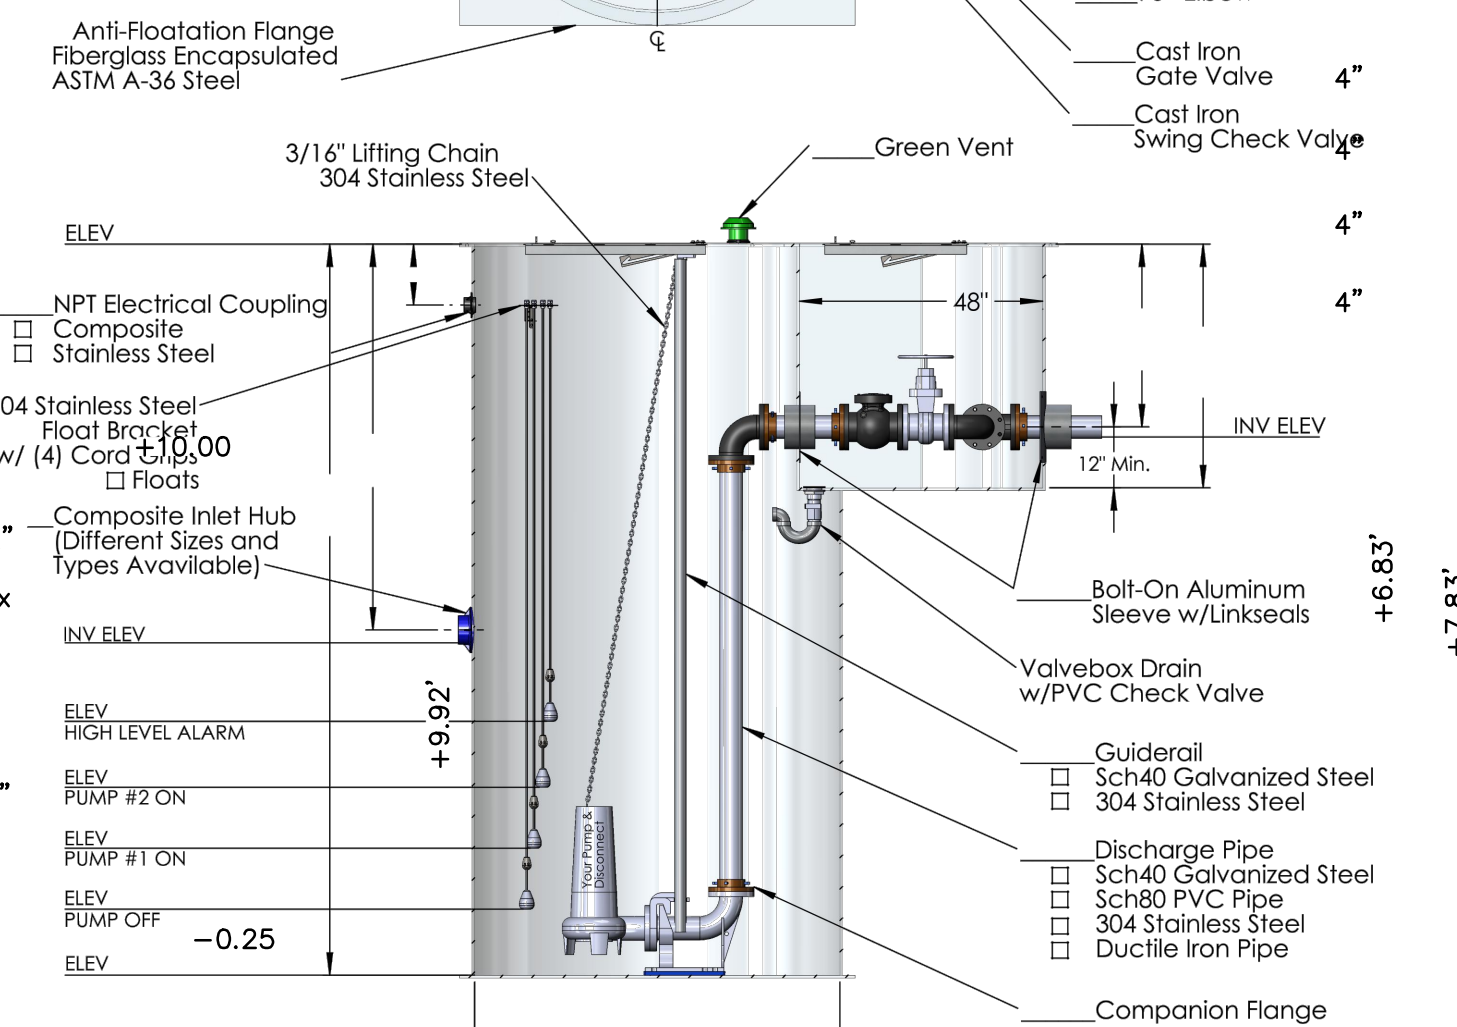 Anti-Floatation Flange
Fiberglass Encapsulated
ASTM A-36 Steel
℄
Cast Iron
Gate Valve
4"
Cast Iron
Swing Check Valve
4"
3/16" Lifting Chain
304 Stainless Steel
Green Vent
4"
ELEV
NPT Electrical Coupling
Composite
Stainless Steel
48"
4"
04 Stainless Steel
Float Bracket
w/ (4) Cord Grips
+10.00
Floats
INV ELEV
12" Min.
Composite Inlet Hub
(Different Sizes and
Types Avavilable)
"
x
"
INV ELEV
ELEV
HIGH LEVEL ALARM
ELEV
PUMP #2 ON
ELEV
PUMP #1 ON
ELEV
PUMP OFF
−0.25
ELEV
+9.92'
Your Pump &
Disconnect
+6.83'
+7.83'
Bolt-On Aluminum
Sleeve w/Linkseals
Valvebox Drain
w/PVC Check Valve
Guiderail
Sch40 Galvanized Steel
304 Stainless Steel
Discharge Pipe
Sch40 Galvanized Steel
Sch80 PVC Pipe
304 Stainless Steel
Ductile Iron Pipe
Companion Flange